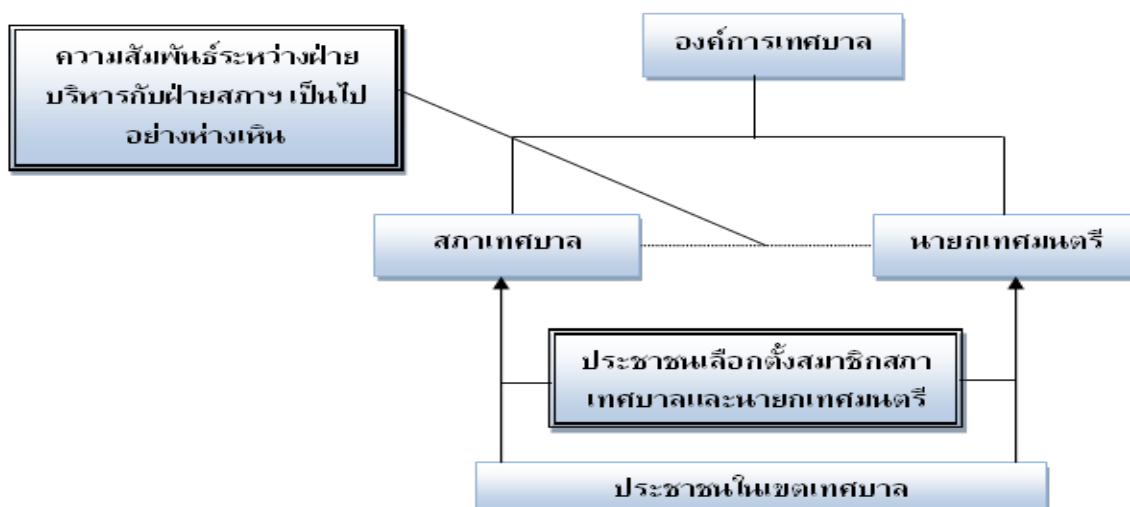 องค์การเทศบาล
ความสัมพันธ์ระหว่างฝ่าย
บริหารกับฝ่ายสภาฯ เป็นไป
อย่างห่างเหิน
สภาเทศบาล
นายกเทศมนตรี
ประชาชนเลือกตั้งสมาชิกสภา
เทศบาลและนายกเทศมนตรี
ประชาชนในเขตเทศบาล